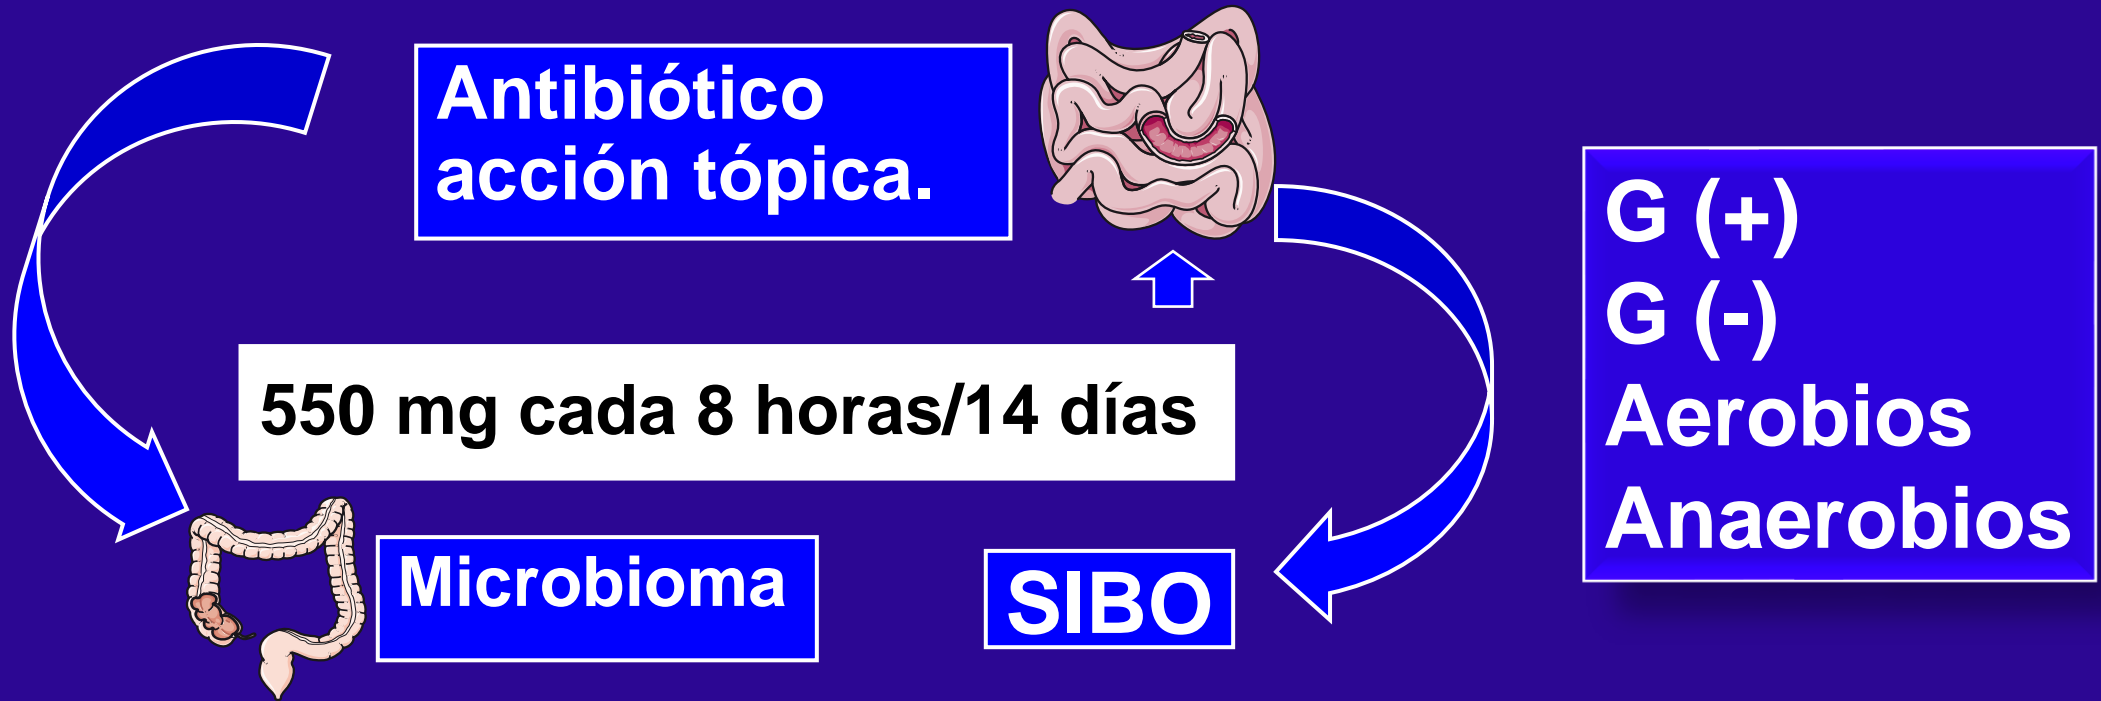 Antibiótico
acción tópica.
550 mg cada 8 horas/14 días
Microbioma
SIBO
G (+)
G (-)
Aerobios
Anaerobios